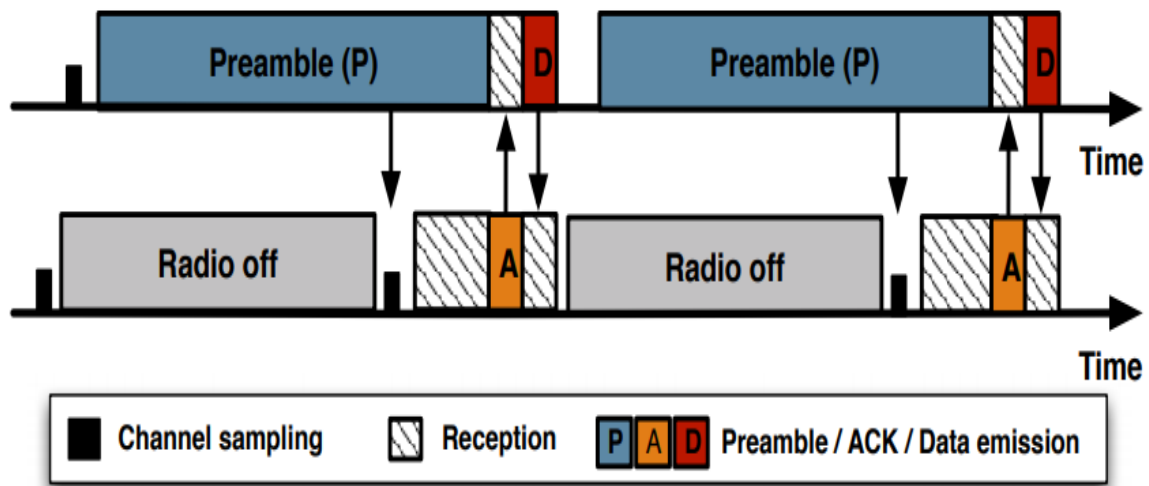 Preamble (P) D Preamble (P) D
Time
Radio off A Radio off A
Time
Channel sampling Reception P A D Preamble / ACK / Data emission